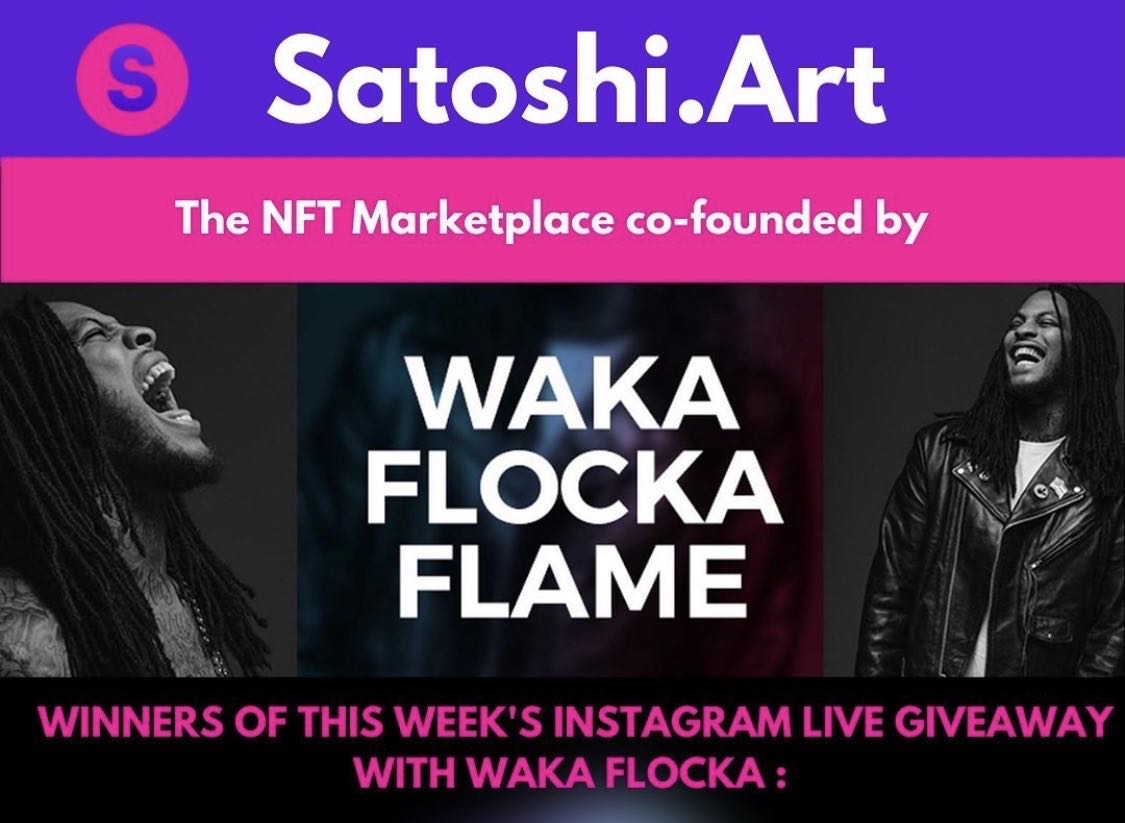 S
Satoshi.Art
The NFT Marketplace co-founded by
WAKA
FLOCKA
FLAME
WINNERS OF THIS WEEK'S INSTAGRAM LIVE GIVEAWAY
WITH WAKA FLOCKA :